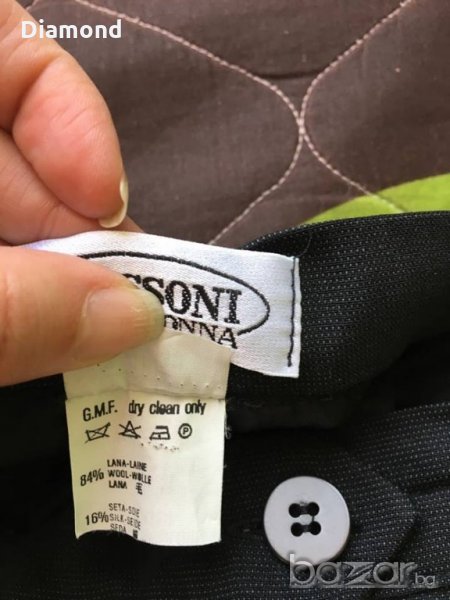 Diamond
SSONI
ONNA
G.M.F. dry clean only
P
84%
LANA-LAINE
WOOL-WOLLE
LANA 毛
16%
SETA-SOIE
SILK-SEIDE
SEDA
bazar.bg